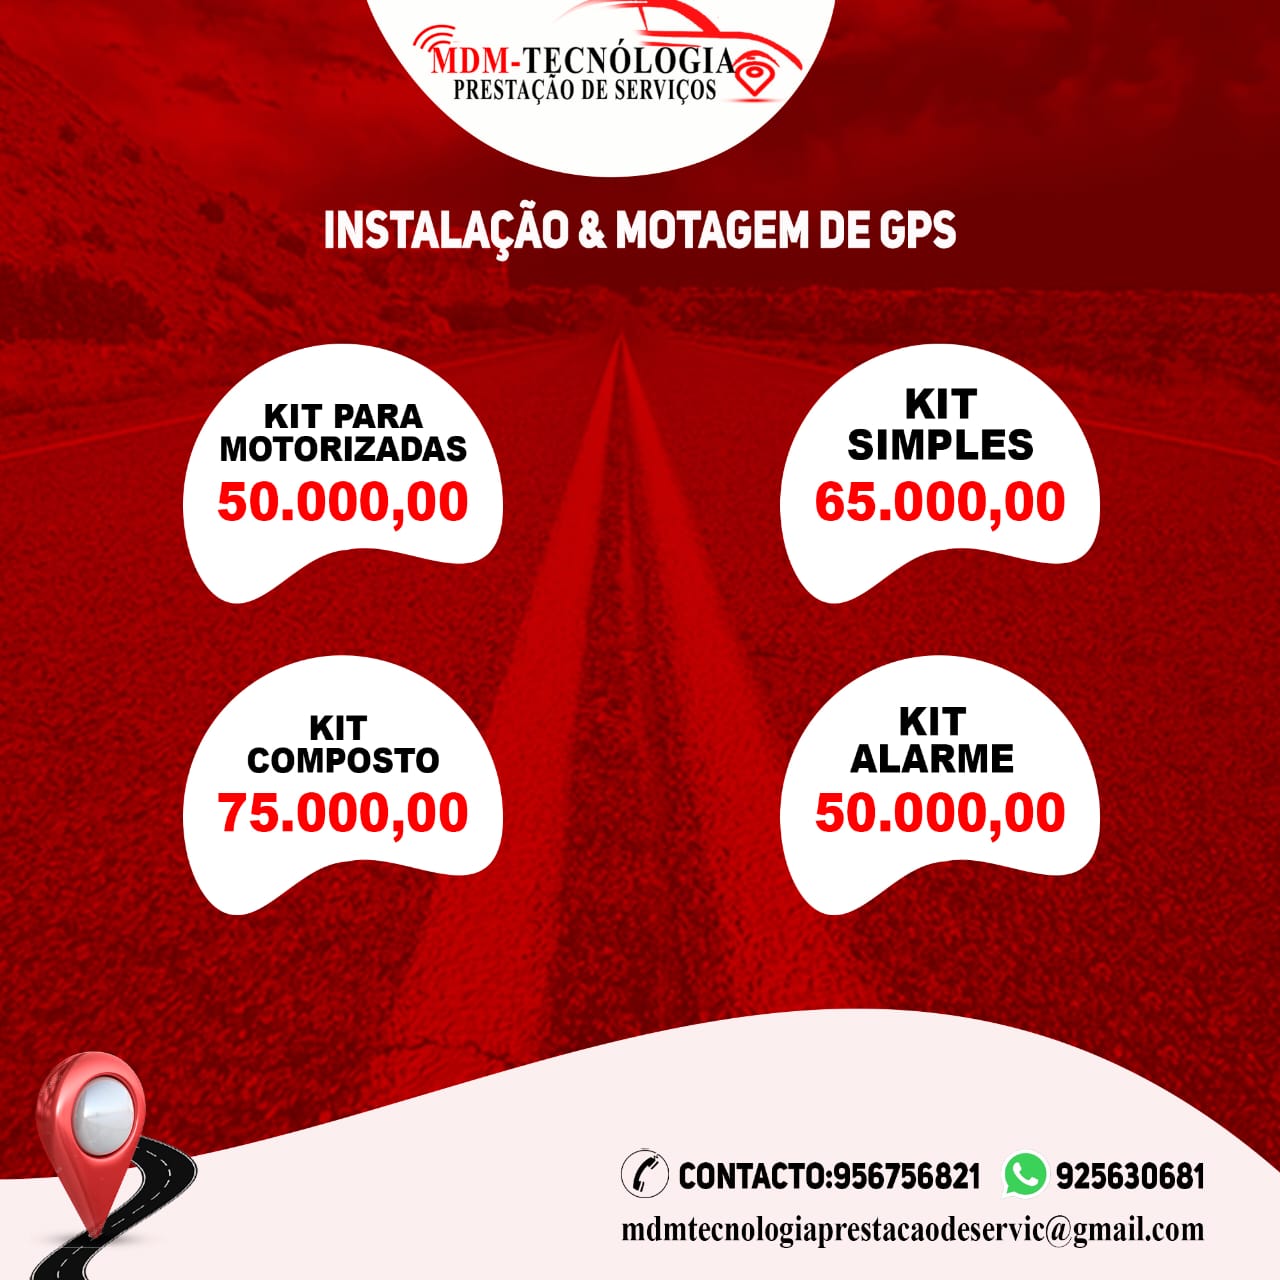 MDM-TECNÓLOGIA
PRESTAÇÃO DE SERVIÇOS
INSTALAÇÃO & MOTAGEM DE GPS
KIT PARA
MOTORIZADAS
50.000,00
KIT
SIMPLES
65.000,00
KIT
COMPOSTO
75.000,00
KIT
ALARME
50.000,00
CONTACTO:956756821 925630681
mdmtecnologiaprestacaodeservic@gmail.com